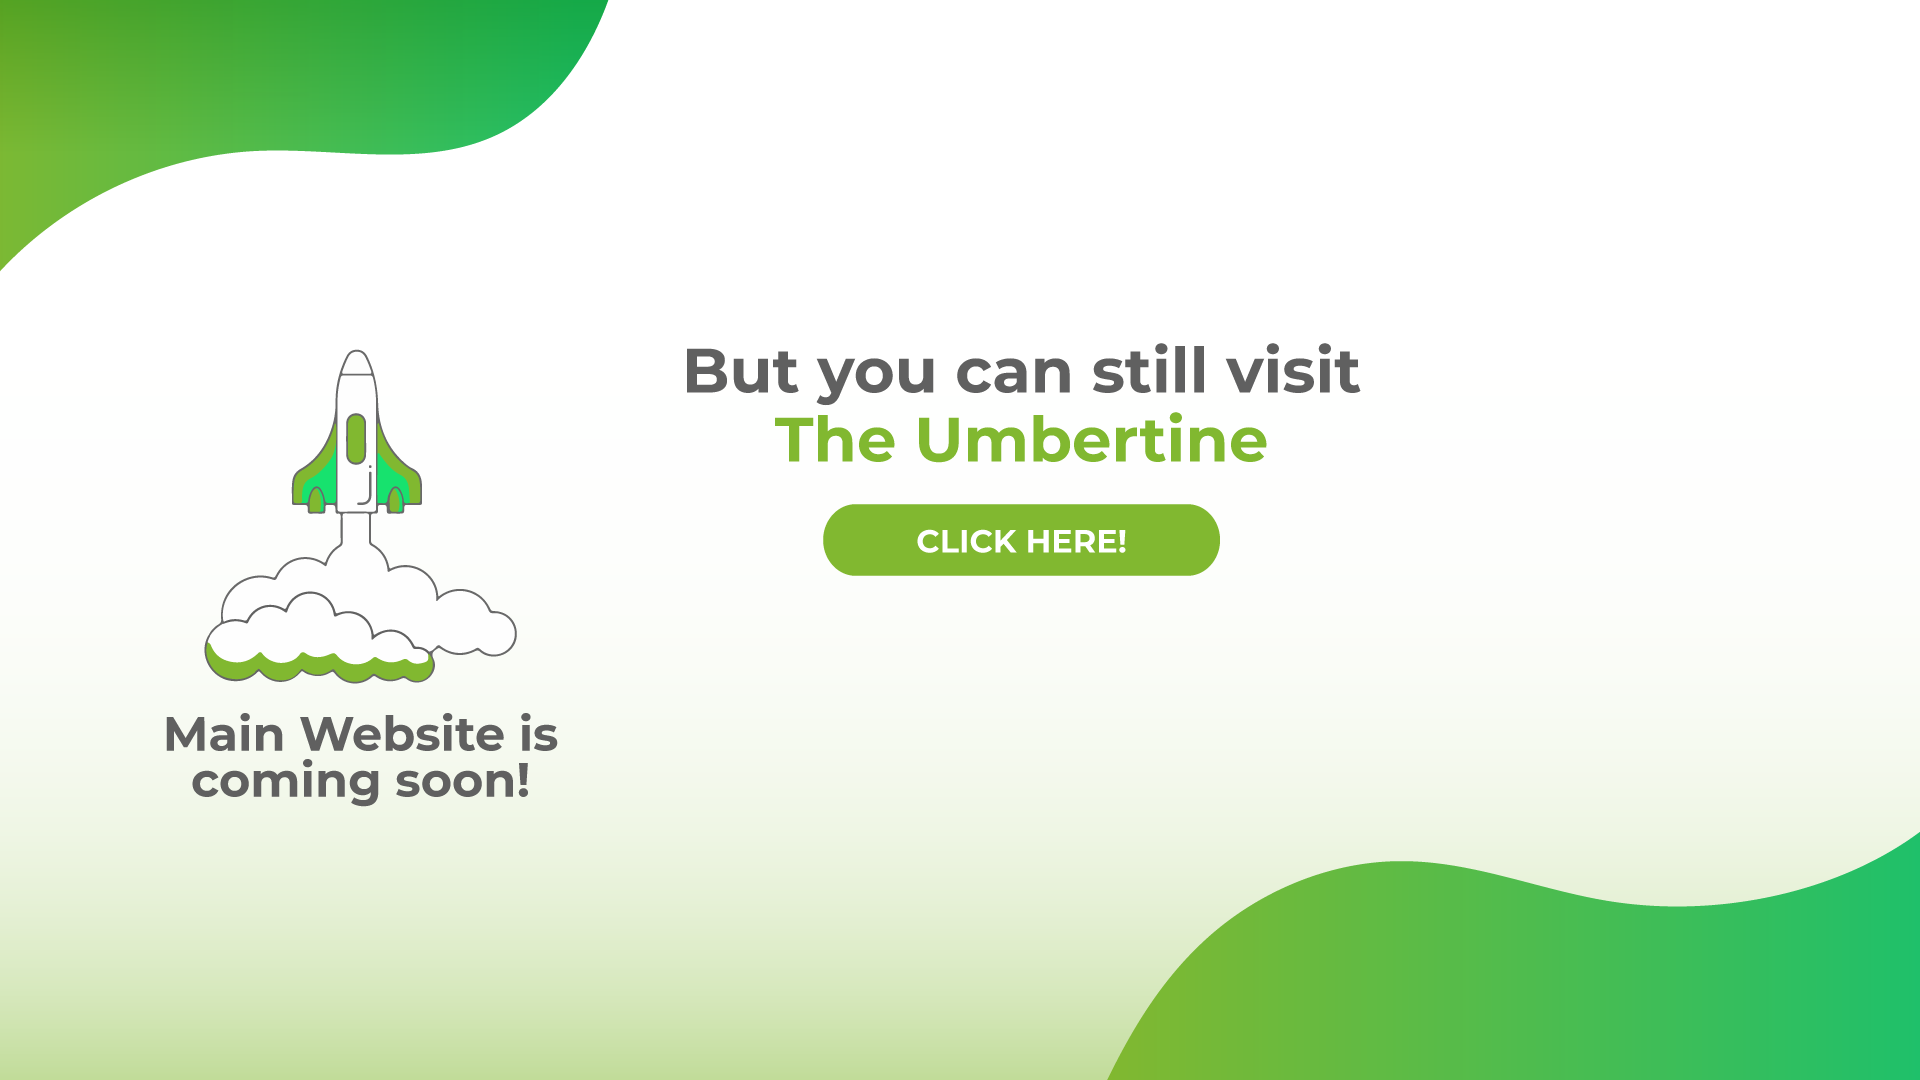 Main Website is
coming soon!
But you can still visit
The Umbertine
CLICK HERE!